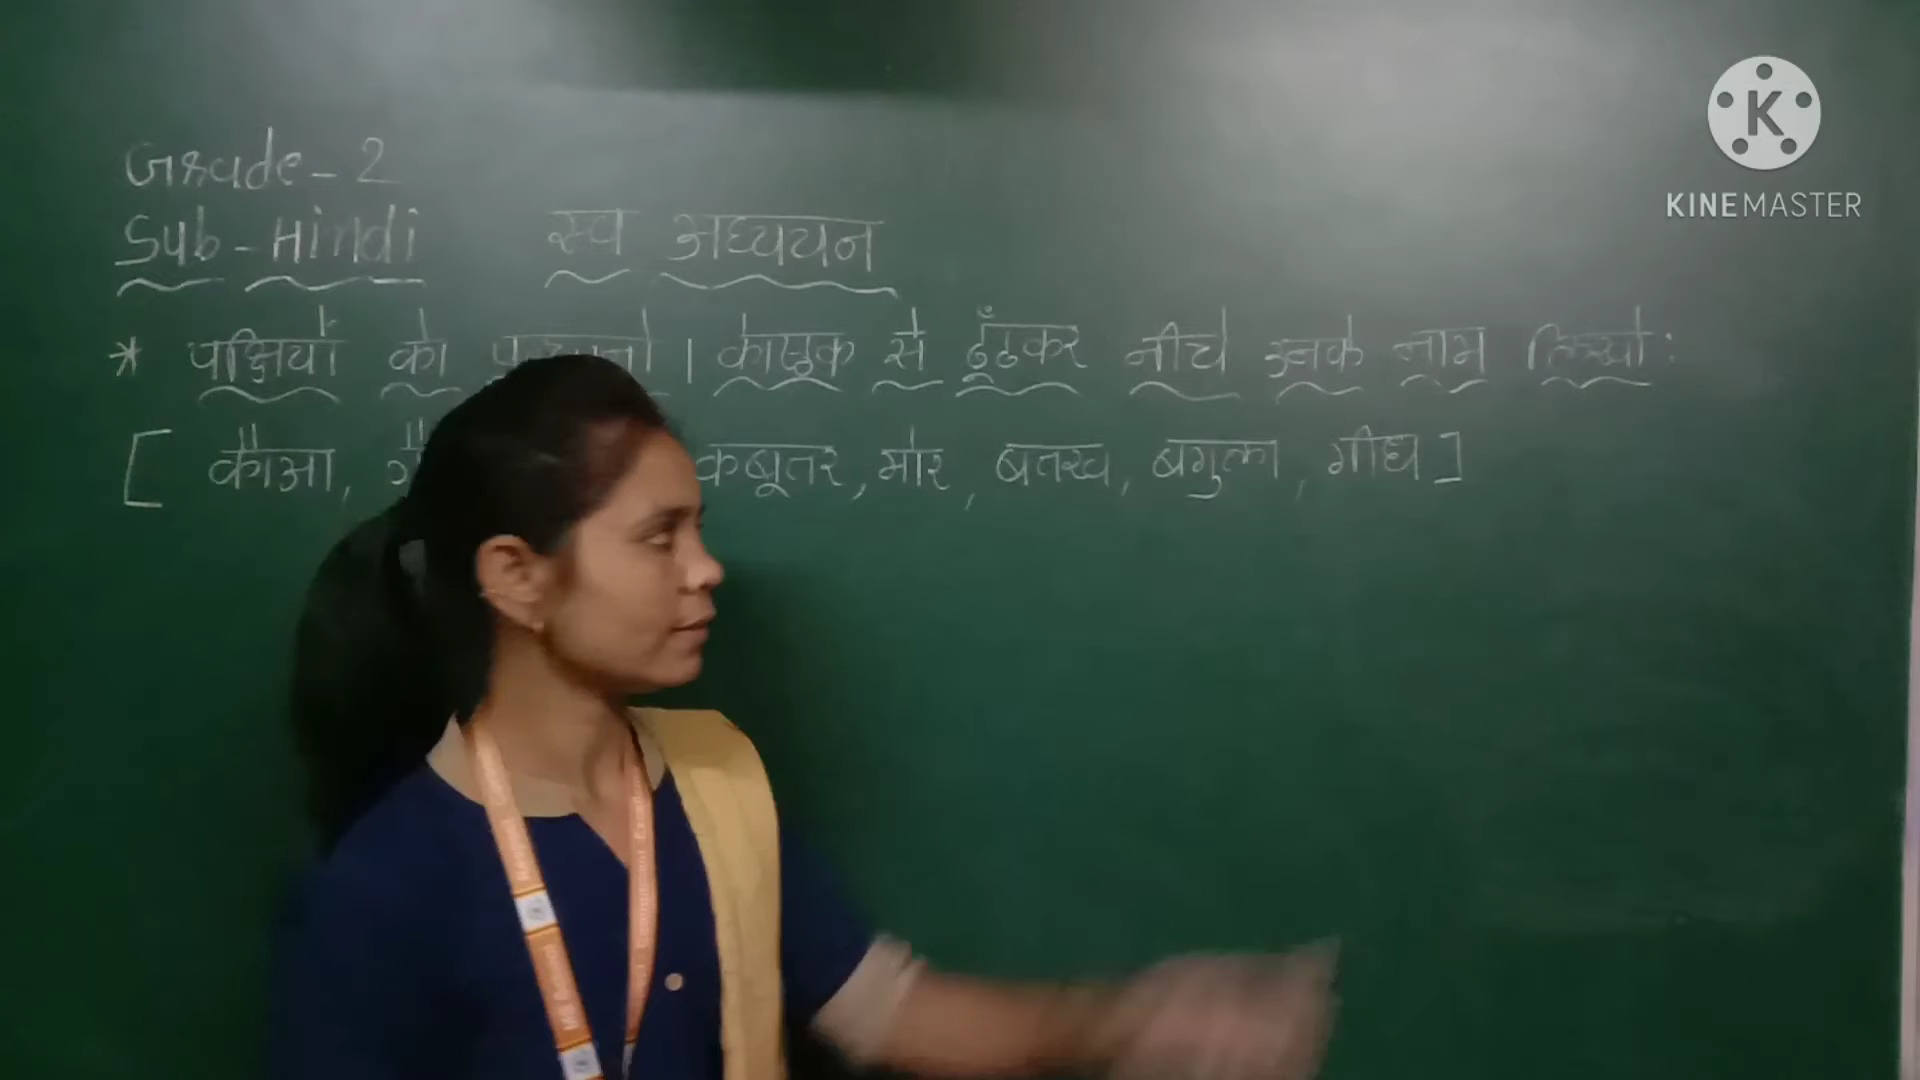 Grade-2
Sub-Hindi स्व अध्ययन
* पक्षियों को । कोष्ठक से ढूँढकर नीचे उनके नाम लिखो :
[ कौआ, कबूतर, मोर, बतख, बगुला, गीध ]
K
KINEMASTER